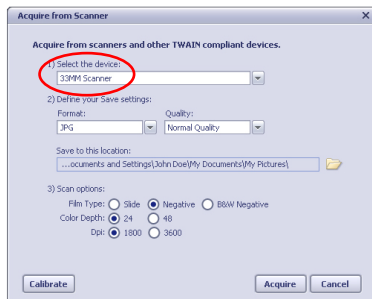 Acquire from Scanner
Acquire from scanners and other TWAIN compliant devices.
1) Select the device:
33MM Scanner
2) Define your Save settings:
Format: Quality:
JPG Normal Quality
Save to this location:
...ocuments and Settings\John Doe\My Documents\My Pictures\
3) Scan options:
Film Type: Slide Negative B&W Negative
Color Depth: 24 48
Dpi: 1800 3600
Calibrate Acquire Cancel